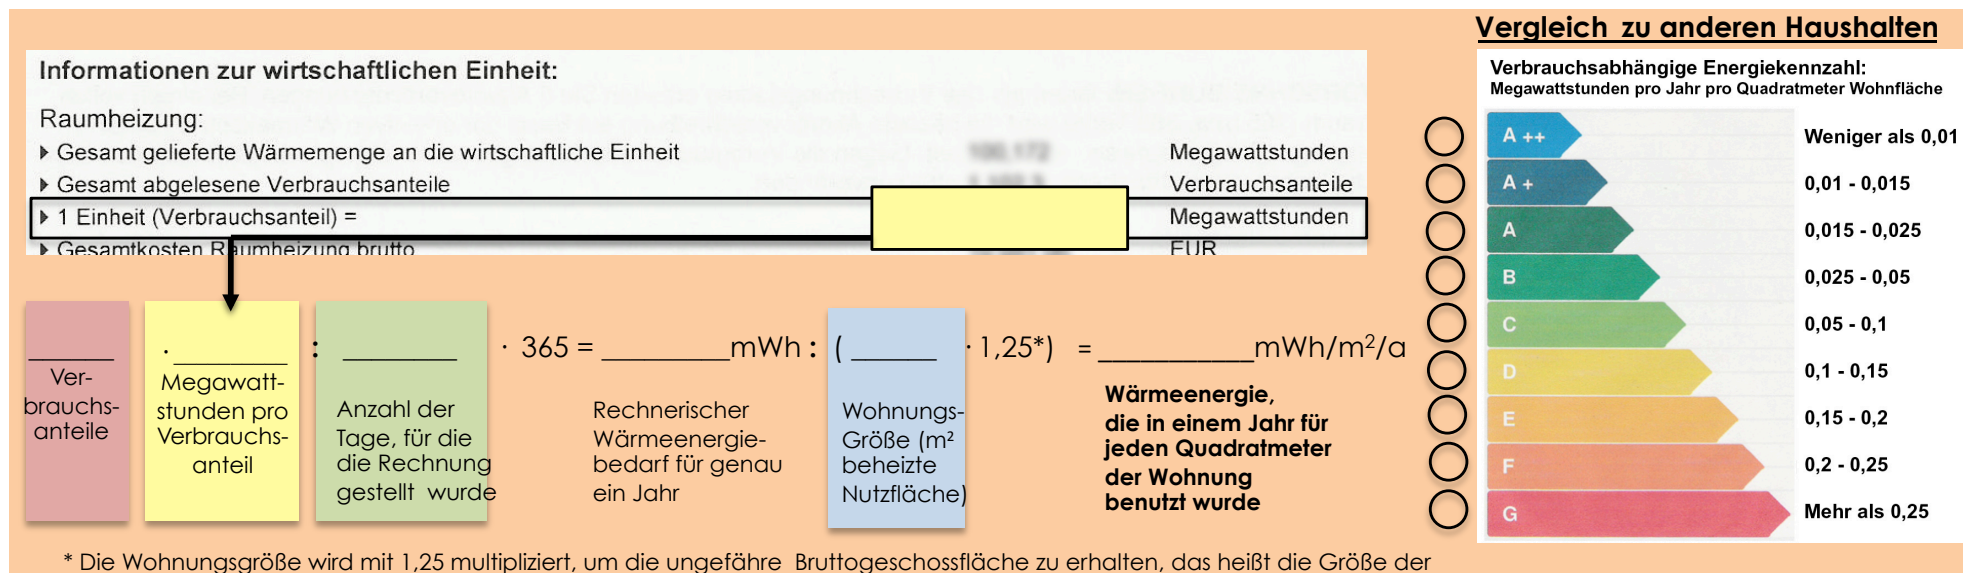 Vergleich zu anderen Haushalten
Informationen zur wirtschaftlichen Einheit:
Raumheizung:
Gesamt gelieferte Wärmemenge an die wirtschaftliche Einheit Megawattstunden
Gesamt abgelesene Verbrauchsanteile Verbrauchsanteile
1 Einheit (Verbrauchsanteil) = Megawattstunden
Gesamtkosten Raumheizung brutto EUR
______ · ________ : ________ · 365 = _________mWh : ( ______ · 1,25*) = ___________mWh/m²/a
Ver-
brauchs-
anteile
Megawatt-
stunden pro
Verbrauchs-
anteil
Anzahl der
Tage, für die
die Rechnung
gestellt wurde
Rechnerischer
Wärmeenergie-
bedarf für genau
ein Jahr
Wohnungs-
Größe (m²
beheizte
Nutzfläche)
Wärmeenergie,
die in einem Jahr für
jeden Quadratmeter
der Wohnung
benutzt wurde
* Die Wohnungsgröße wird mit 1,25 multipliziert, um die ungefähre Bruttogeschossfläche zu erhalten, das heißt die Größe der
Verbrauchsabhängige Energiekennzahl:
Megawattstunden pro Jahr pro Quadratmeter Wohnfläche
A ++ Weniger als 0,01
A + 0,01 - 0,015
A 0,015 - 0,025
B 0,025 - 0,05
C 0,05 - 0,1
D 0,1 - 0,15
E 0,15 - 0,2
F 0,2 - 0,25
G Mehr als 0,25